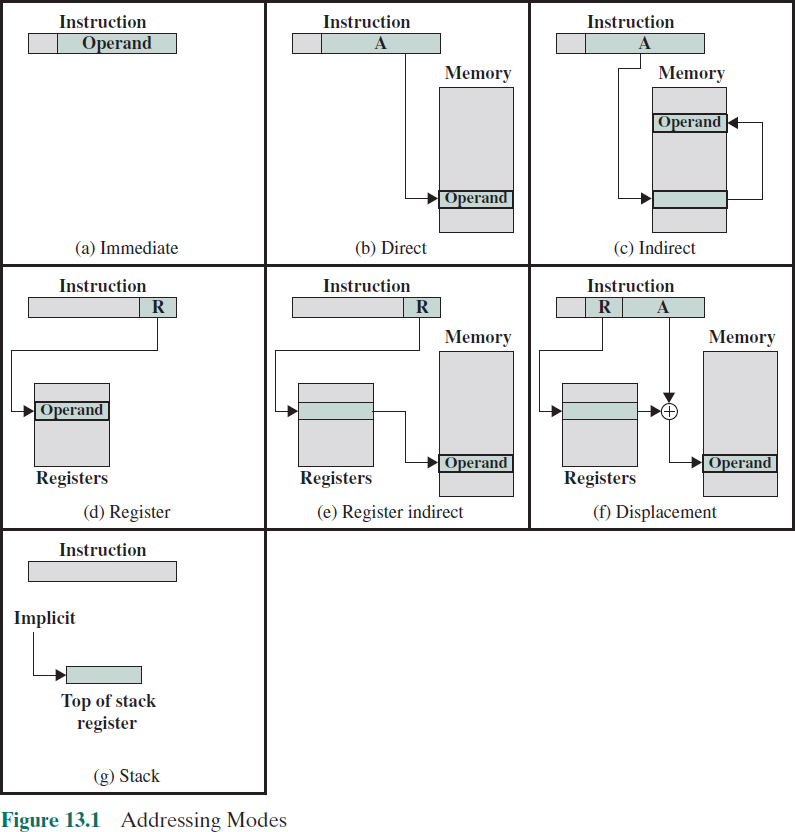 Instruction
Operand
(a) Immediate
Instruction
A
Memory
Operand
(b) Direct
Instruction
A
Memory
Operand
(c) Indirect
Instruction
R
Operand
Registers
(d) Register
Instruction
R
Memory
Operand
Registers
(e) Register indirect
Instruction
R A
Memory
Operand
Registers
(f) Displacement
Instruction
Implicit
Top of stack
register
(g) Stack
Figure 13.1 Addressing Modes